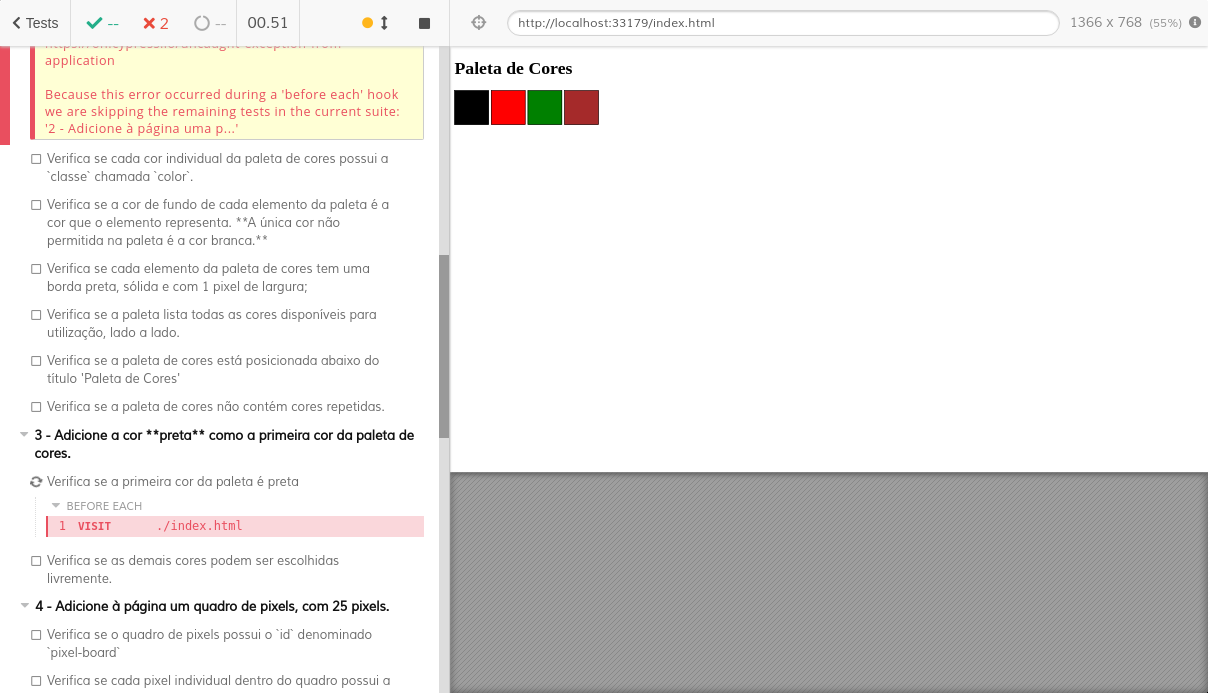 Tests
--
2
--
00.51
http://localhost:33179/index.html
1366 x 768 (55%)
application
Because this error occurred during a 'before each' hook
we are skipping the remaining tests in the current suite:
'2 - Adicione à página uma p...'
Verifica se cada cor individual da paleta de cores possui a
`classe` chamada `color`.
Verifica se a cor de fundo de cada elemento da paleta é a
cor que o elemento representa. **A única cor não
permitida na paleta é a cor branca.**
Verifica se cada elemento da paleta de cores tem uma
borda preta, sólida e com 1 pixel de largura;
Verifica se a paleta lista todas as cores disponíveis para
utilização, lado a lado.
Verifica se a paleta de cores está posicionada abaixo do
título 'Paleta de Cores'
Verifica se a paleta de cores não contém cores repetidas.
3 - Adicione a cor **preta** como a primeira cor da paleta de
cores.
Verifica se a primeira cor da paleta é preta
BEFORE EACH
1 VISIT ./index.html
Verifica se as demais cores podem ser escolhidas
livremente.
4 - Adicione à página um quadro de pixels, com 25 pixels.
Verifica se o quadro de pixels possui o `id` denominado
`pixel-board`
Verifica se cada pixel individual dentro do quadro possui a
Paleta de Cores